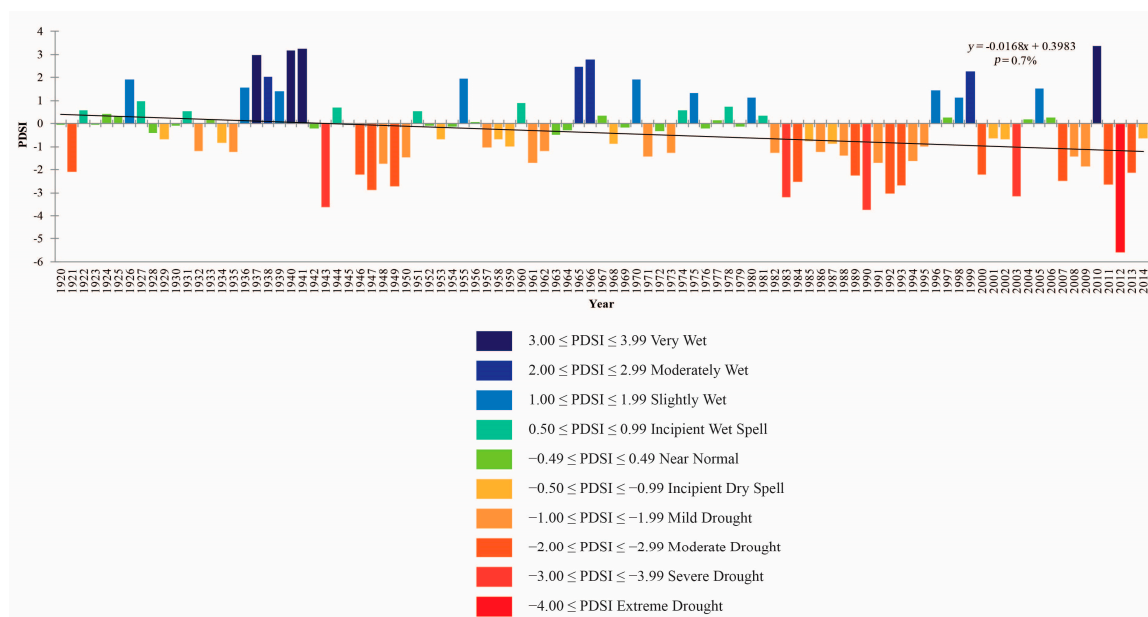 4
3
2
1
0
-1
-2
-3
-4
-5
-6
PDSI
y = -0.0168x + 0.3983
p = 0.7%
1920 1921 1922 1923 1924 1925 1926 1927 1928 1929 1930 1931 1932 1933 1934 1935 1936 1937 1938 1939 1940 1941 1942 1943 1944 1945 1946 1947 1948 1949 1950 1951 1952 1953 1954 1955 1956 1957 1958 1959 1960 1961 1962 1963 1964 1965 1966 1967 1968 1969 1970 1971 1972 1973 1974 1975 1976 1977 1978 1979 1980 1981 1982 1983 1984 1985 1986 1987 1988 1989 1990 1991 1992 1993 1994 1995 1996 1997 1998 1999 2000 2001 2002 2003 2004 2005 2006 2007 2008 2009 2010 2011 2012 2013 2014
Year
3.00 ≤ PDSI ≤ 3.99 Very Wet
2.00 ≤ PDSI ≤ 2.99 Moderately Wet
1.00 ≤ PDSI ≤ 1.99 Slightly Wet
0.50 ≤ PDSI ≤ 0.99 Incipient Wet Spell
−0.49 ≤ PDSI ≤ 0.49 Near Normal
−0.50 ≤ PDSI ≤ −0.99 Incipient Dry Spell
−1.00 ≤ PDSI ≤ −1.99 Mild Drought
−2.00 ≤ PDSI ≤ −2.99 Moderate Drought
−3.00 ≤ PDSI ≤ −3.99 Severe Drought
−4.00 ≤ PDSI Extreme Drought